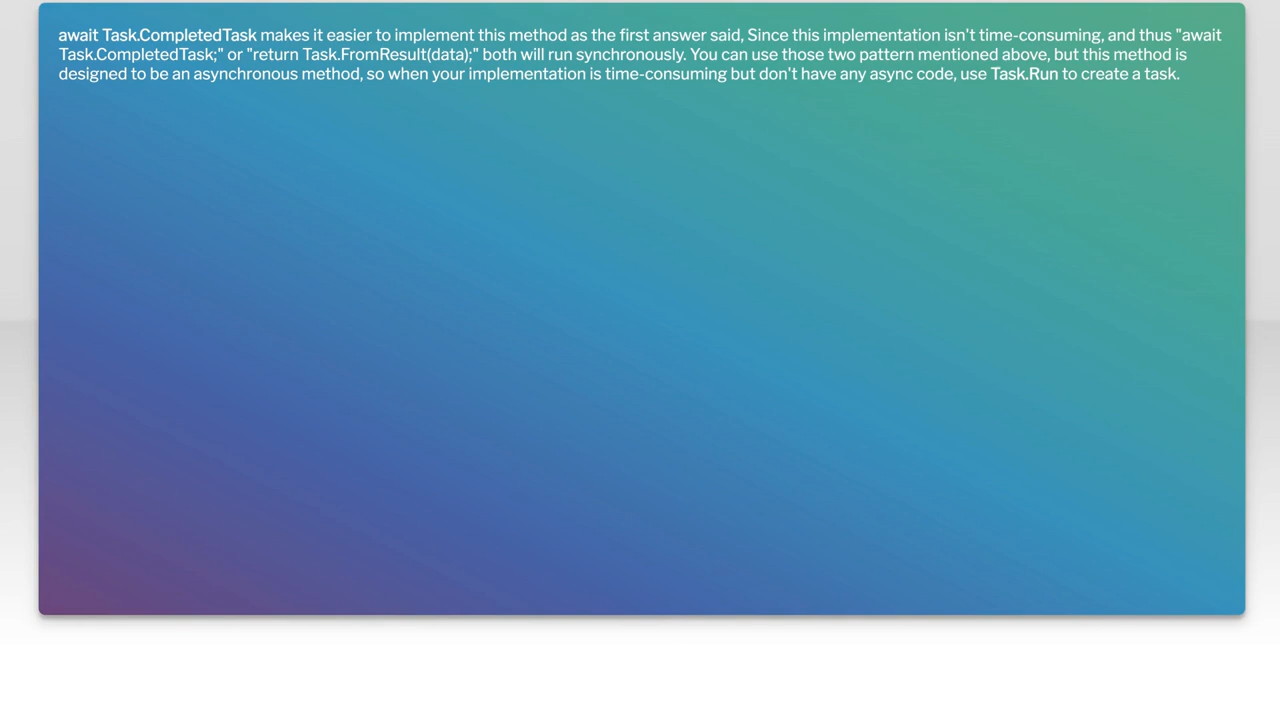 await Task.CompletedTask makes it easier to implement this method as the first answer said, Since this implementation isn't time-consuming, and thus "await
Task.CompletedTask;" or "return Task.FromResult(data);" both will run synchronously. You can use those two pattern mentioned above, but this method is
designed to be an asynchronous method, so when your implementation is time-consuming but don't have any async code, use Task.Run to create a task.